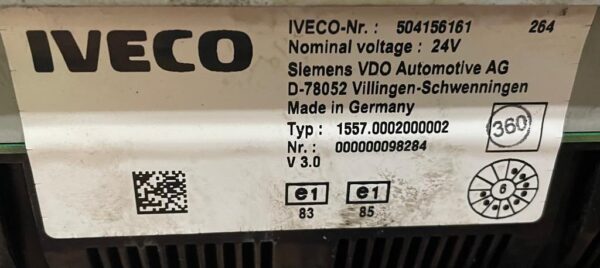 IVECO
IVECO-Nr. : 504156161 264
Nominal voltage : 24V
Siemens VDO Automotive AG
D-78052 Villingen-Schwenningen
Made in Germany
Typ : 1557.0002000002
Nr. : 000000098284
V 3.0
360
e1 e1
83 85
6